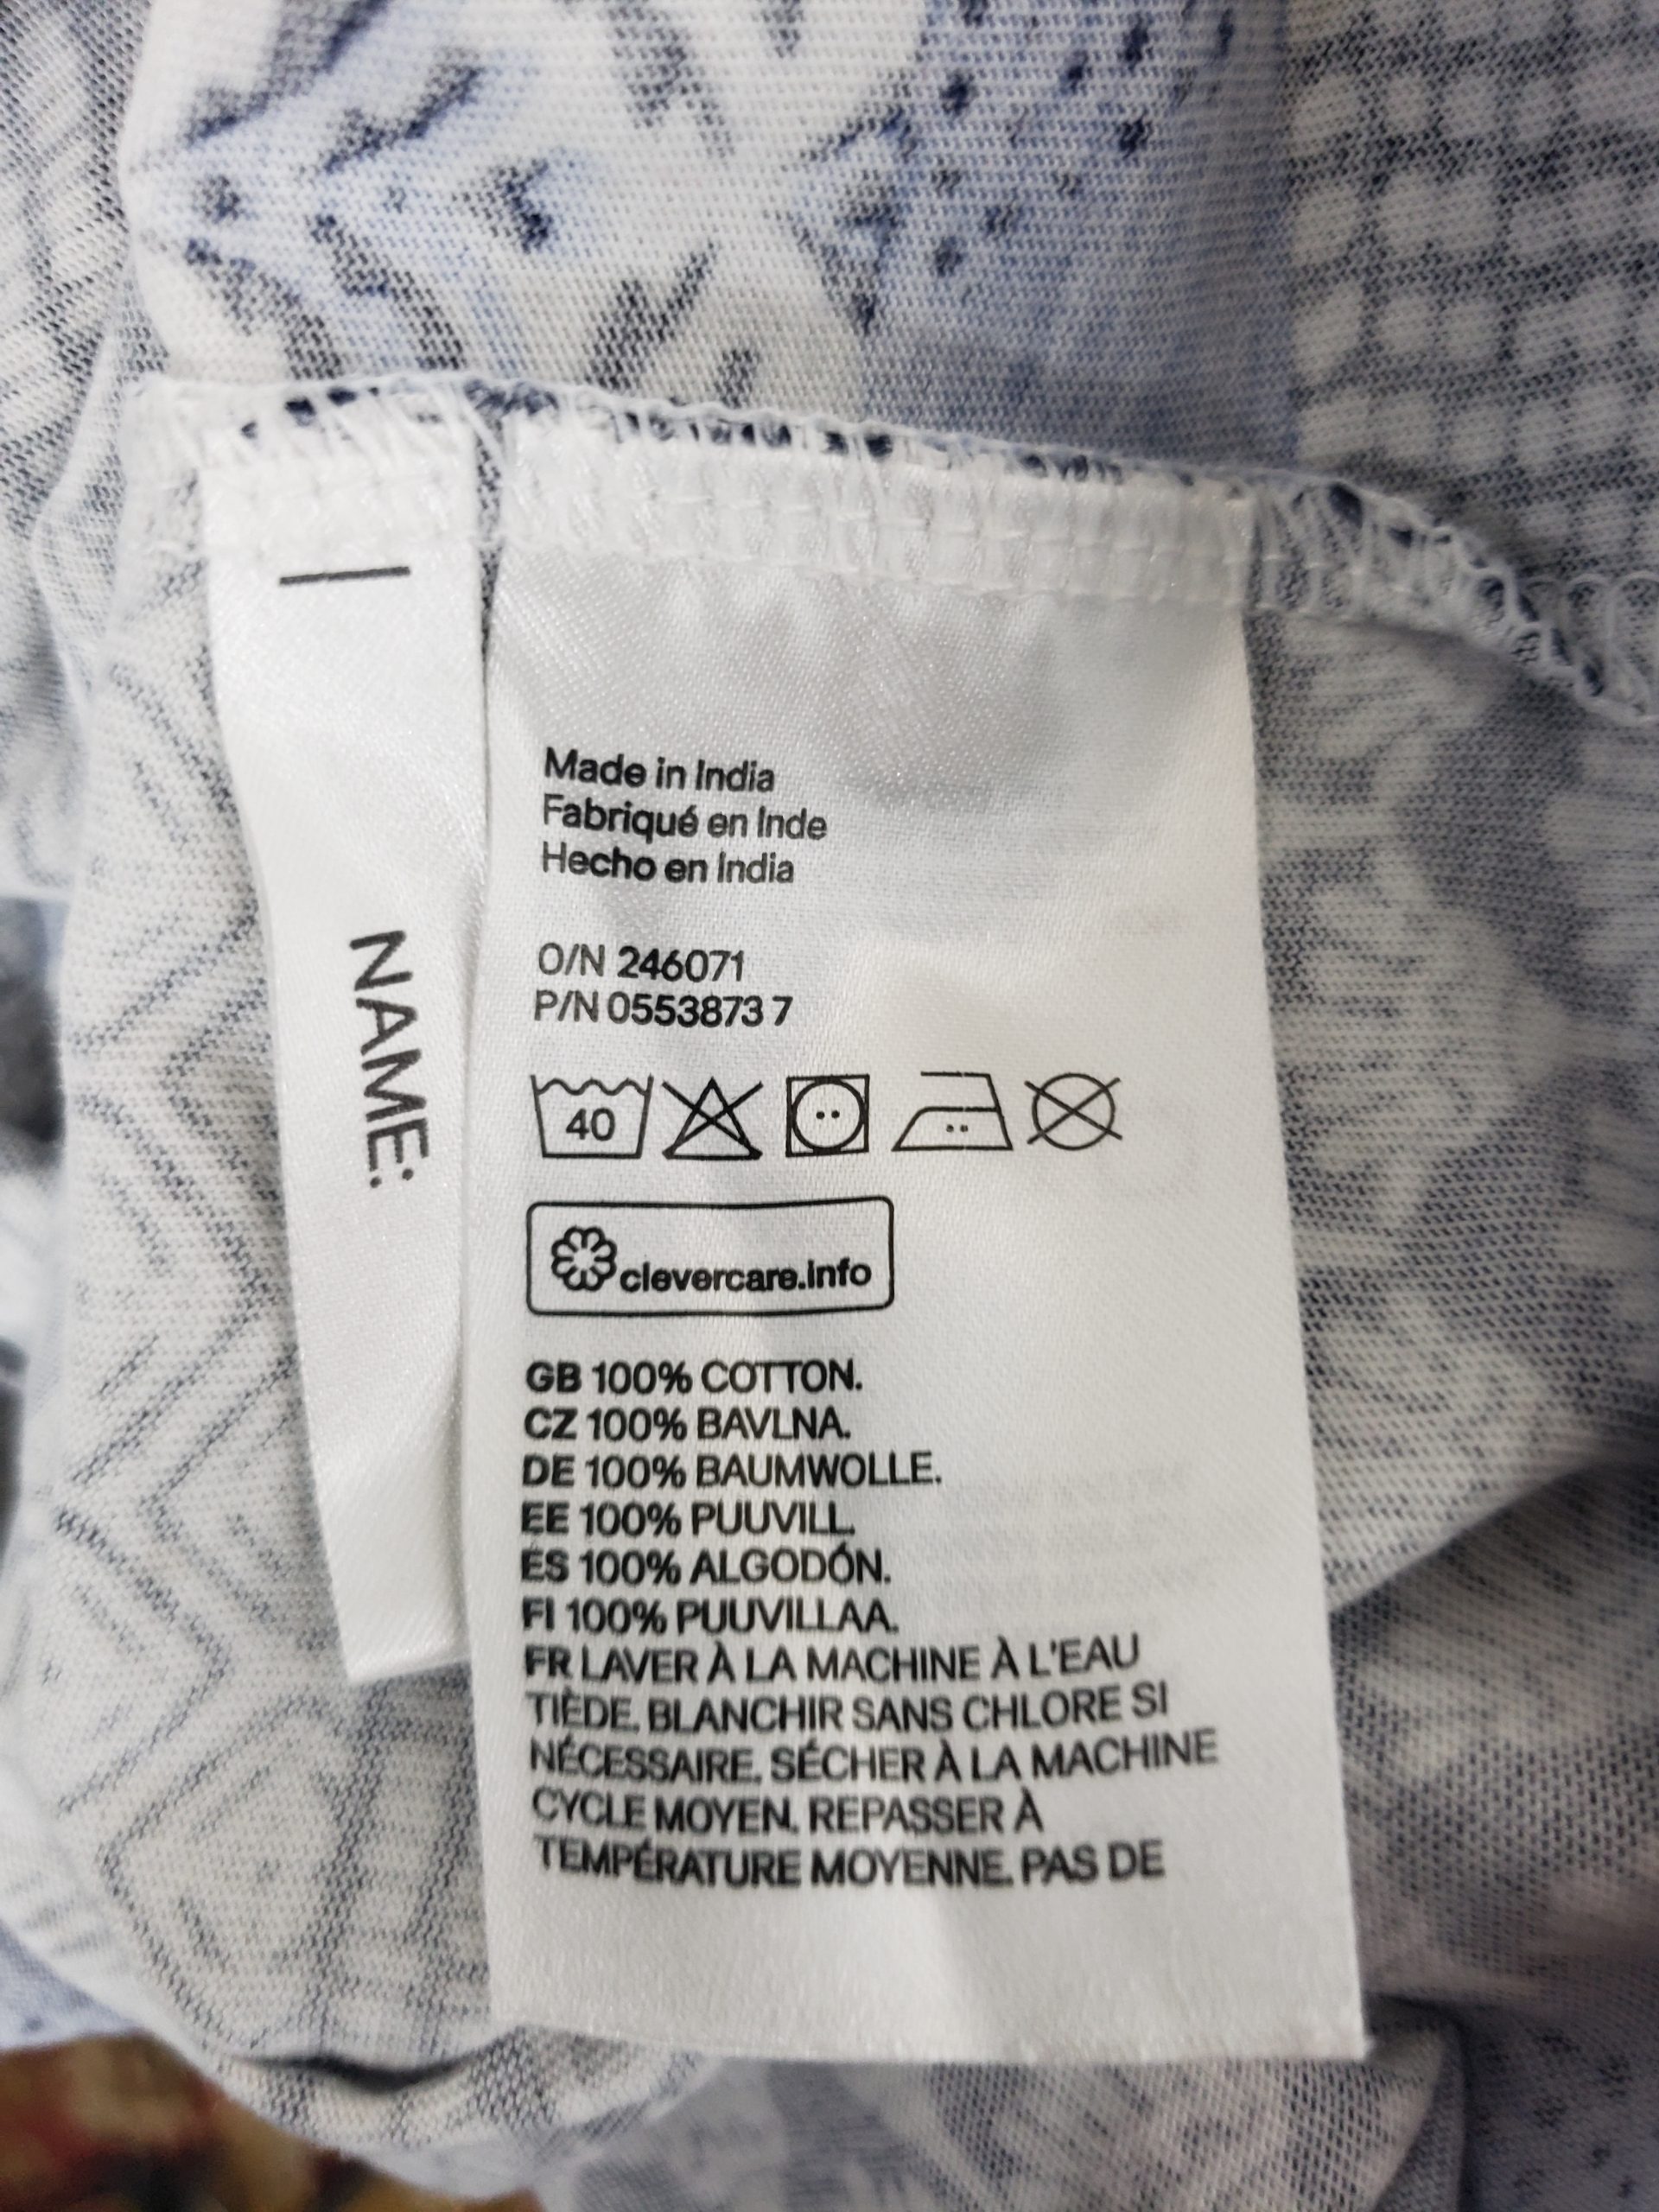 NAME:
Made in India
Fabriqué en Inde
Hecho en India
O/N 246071
P/N 0553873 7
40
clevercare.info
GB 100% COTTON.
CZ 100% BAVLNA.
DE 100% BAUMWOLLE.
EE 100% PUUVILL.
ES 100% ALGODÓN.
FI 100% PUUVILLAA.
FR LAVER À LA MACHINE À L'EAU
TIÈDE. BLANCHIR SANS CHLORE SI
NÉCESSAIRE. SÉCHER À LA MACHINE
CYCLE MOYEN. REPASSER À
TEMPÉRATURE MOYENNE. PAS DE